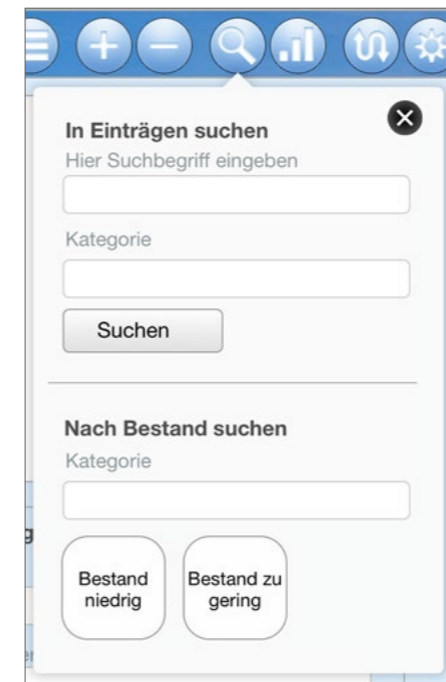 In Einträgen suchen
Hier Suchbegriff eingeben
Kategorie
Suchen
Nach Bestand suchen
Kategorie
Bestand
niedrig
Bestand zu
gering